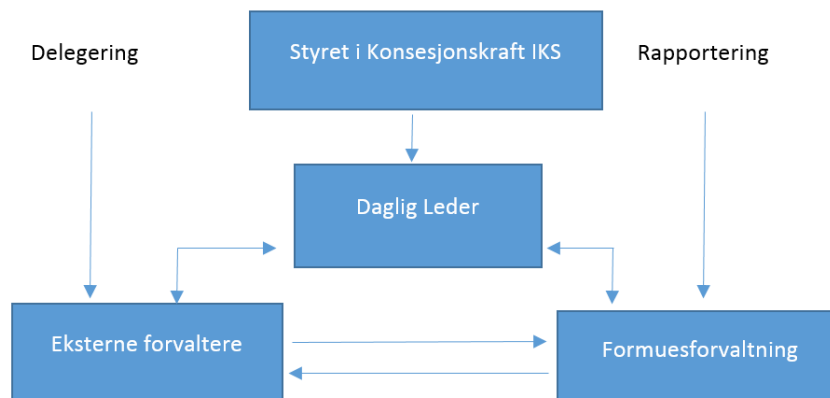 Delegering
Styret i Konsesjonskraft IKS
Rapportering
Daglig Leder
Eksterne forvaltere
Formuesforvaltning